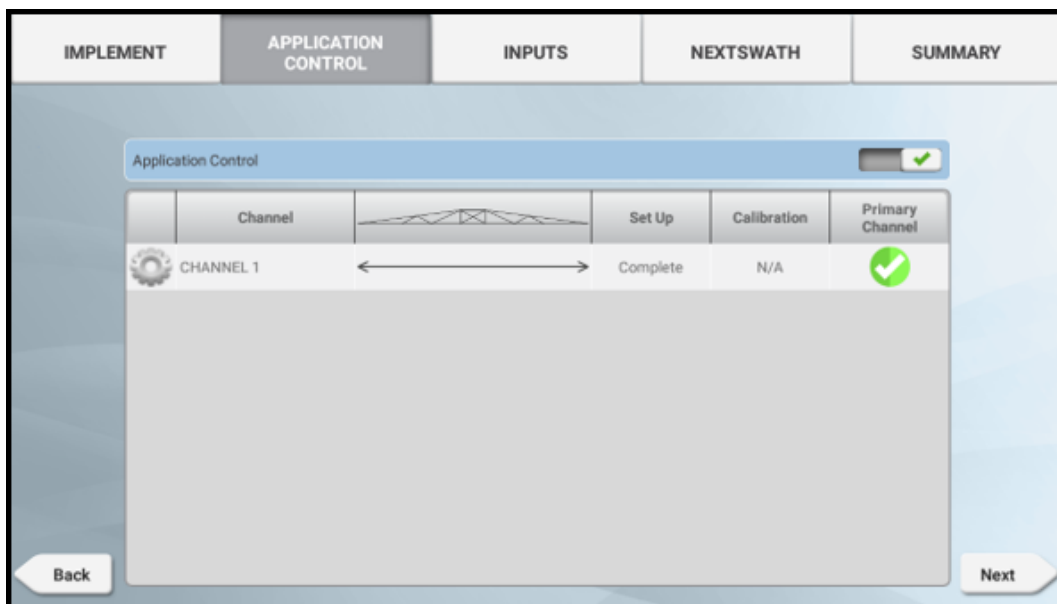 IMPLEMENT
APPLICATION
CONTROL
INPUTS
NEXTSWATH
SUMMARY
Application Control
Channel
Set Up
Calibration
Primary
Channel
CHANNEL 1
Complete
N/A
Back
Next